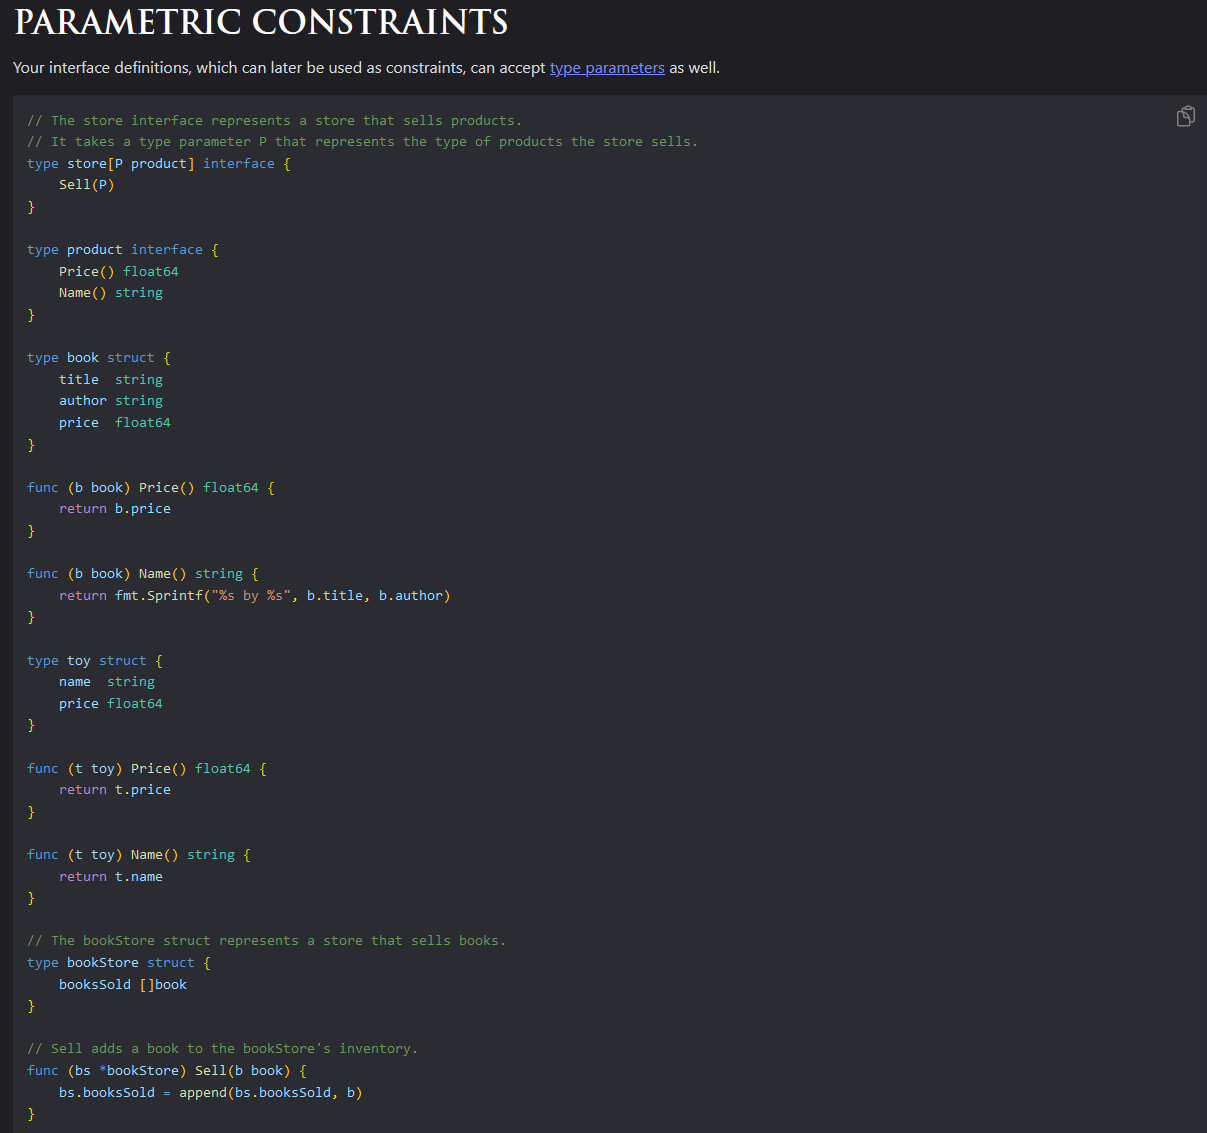 PARAMETRIC CONSTRAINTS
Your interface definitions, which can later be used as constraints, can accept type parameters as well.
// The store interface represents a store that sells products.
// It takes a type parameter P that represents the type of products the store sells.
type store[P product] interface {
    Sell(P)
}

type product interface {
    Price() float64
    Name() string
}

type book struct {
    title  string
    author string
    price  float64
}

func (b book) Price() float64 {
    return b.price
}

func (b book) Name() string {
    return fmt.Sprintf("%s by %s", b.title, b.author)
}

type toy struct {
    name  string
    price float64
}

func (t toy) Price() float64 {
    return t.price
}

func (t toy) Name() string {
    return t.name
}

// The bookStore struct represents a store that sells books.
type bookStore struct {
    booksSold []book
}

// Sell adds a book to the bookStore's inventory.
func (bs *bookStore) Sell(b book) {
    bs.booksSold = append(bs.booksSold, b)
}